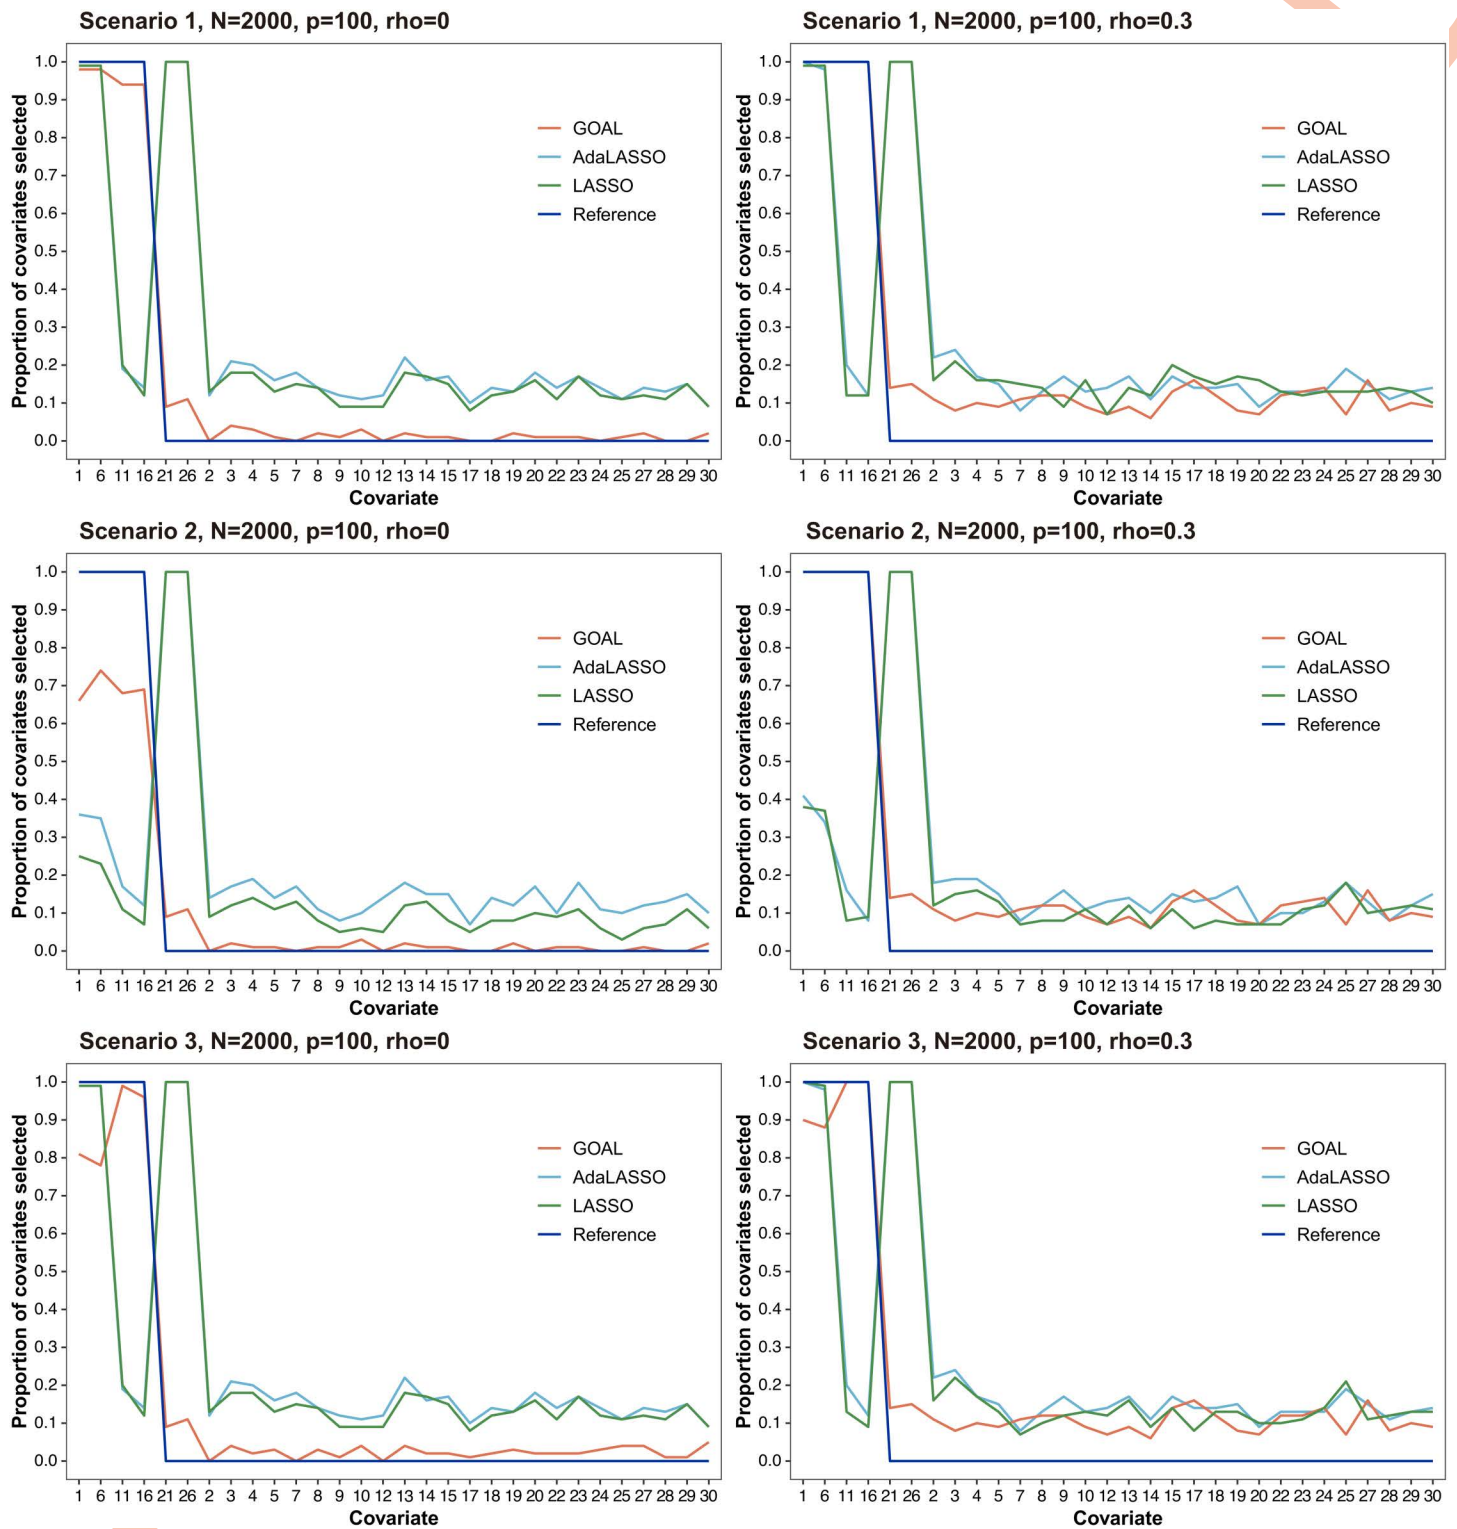 Scenario 1, N=2000, p=100, rho=0
Proportion of covariates selected
1.0
0.9
0.8
0.7
0.6
0.5
0.4
0.3
0.2
0.1
0.0
GOAL
AdaLASSO
LASSO
Reference
1 6 11 16 21 26 2 3 4 5 7 8 9 10 12 13 14 15 17 18 19 20 22 23 24 25 27 28 29 30
Covariate
Scenario 1, N=2000, p=100, rho=0.3
Proportion of covariates selected
1.0
0.9
0.8
0.7
0.6
0.5
0.4
0.3
0.2
0.1
0.0
GOAL
AdaLASSO
LASSO
Reference
1 6 11 16 21 26 2 3 4 5 7 8 9 10 12 13 14 15 17 18 19 20 22 23 24 25 27 28 29 30
Covariate
Scenario 2, N=2000, p=100, rho=0
Proportion of covariates selected
1.0
0.9
0.8
0.7
0.6
0.5
0.4
0.3
0.2
0.1
0.0
GOAL
AdaLASSO
LASSO
Reference
1 6 11 16 21 26 2 3 4 5 7 8 9 10 12 13 14 15 17 18 19 20 22 23 24 25 27 28 29 30
Covariate
Scenario 2, N=2000, p=100, rho=0.3
Proportion of covariates selected
1.0
0.9
0.8
0.7
0.6
0.5
0.4
0.3
0.2
0.1
0.0
GOAL
AdaLASSO
LASSO
Reference
1 6 11 16 21 26 2 3 4 5 7 8 9 10 12 13 14 15 17 18 19 20 22 23 24 25 27 28 29 30
Covariate
Scenario 3, N=2000, p=100, rho=0
Proportion of covariates selected
1.0
0.9
0.8
0.7
0.6
0.5
0.4
0.3
0.2
0.1
0.0
GOAL
AdaLASSO
LASSO
Reference
1 6 11 16 21 26 2 3 4 5 7 8 9 10 12 13 14 15 17 18 19 20 22 23 24 25 27 28 29 30
Covariate
Scenario 3, N=2000, p=100, rho=0.3
Proportion of covariates selected
1.0
0.9
0.8
0.7
0.6
0.5
0.4
0.3
0.2
0.1
0.0
GOAL
AdaLASSO
LASSO
Reference
1 6 11 16 21 26 2 3 4 5 7 8 9 10 12 13 14 15 17 18 19 20 22 23 24 25 27 28 29 30
Covariate